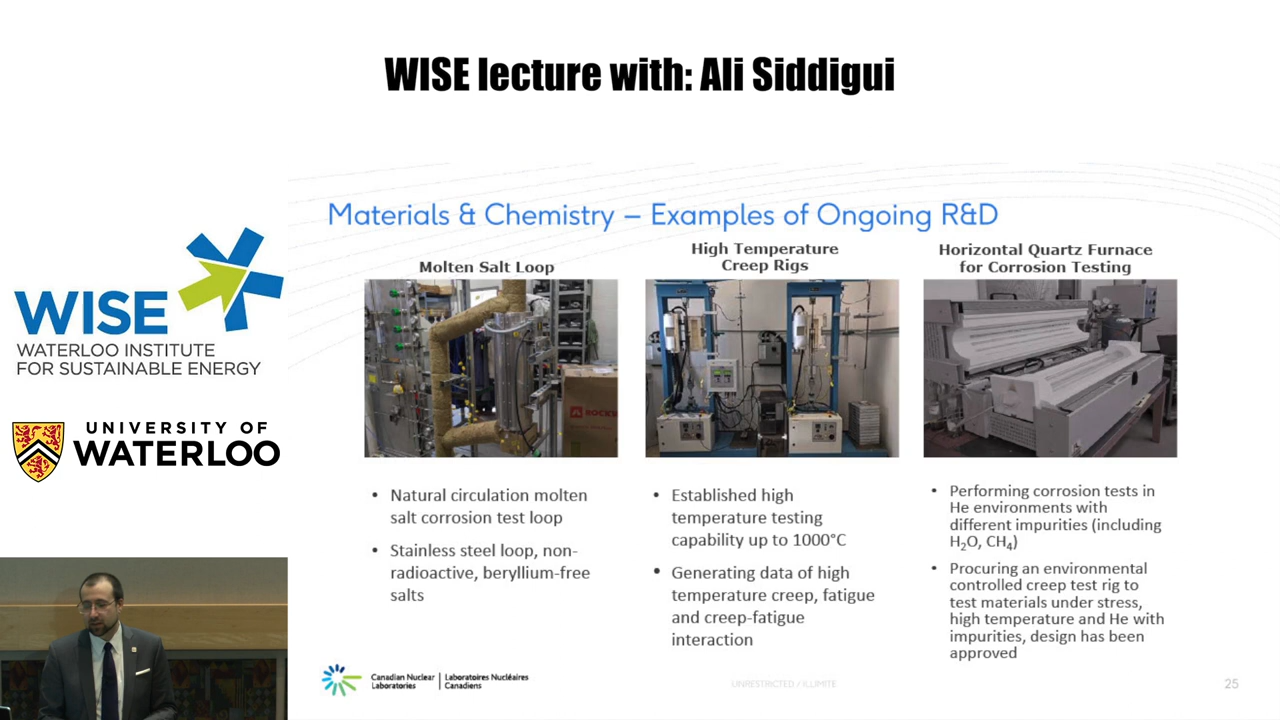 WISE lecture with: Ali Siddigui
WISE
WATERLOO INSTITUTE
FOR SUSTAINABLE ENERGY
UNIVERSITY OF
WATERLOO
Materials & Chemistry – Examples of Ongoing R&D
Molten Salt Loop
• Natural circulation molten
salt corrosion test loop
• Stainless steel loop, non-
radioactive, beryllium-free
salts
High Temperature
Creep Rigs
• Established high
temperature testing
capability up to 1000°C
• Generating data of high
temperature creep, fatigue
and creep-fatigue
interaction
Horizontal Quartz Furnace
for Corrosion Testing
• Performing corrosion tests in
He environments with
different impurities (including
H₂O, CH₄)
• Procuring an environmental
controlled creep test rig to
test materials under stress,
high temperature and He with
impurities, design has been
approved
Canadian Nuclear
Laboratories
Laboratoires Nucléaires
Canadiens
UNRESTRICTED / ILLIMITÉ
25